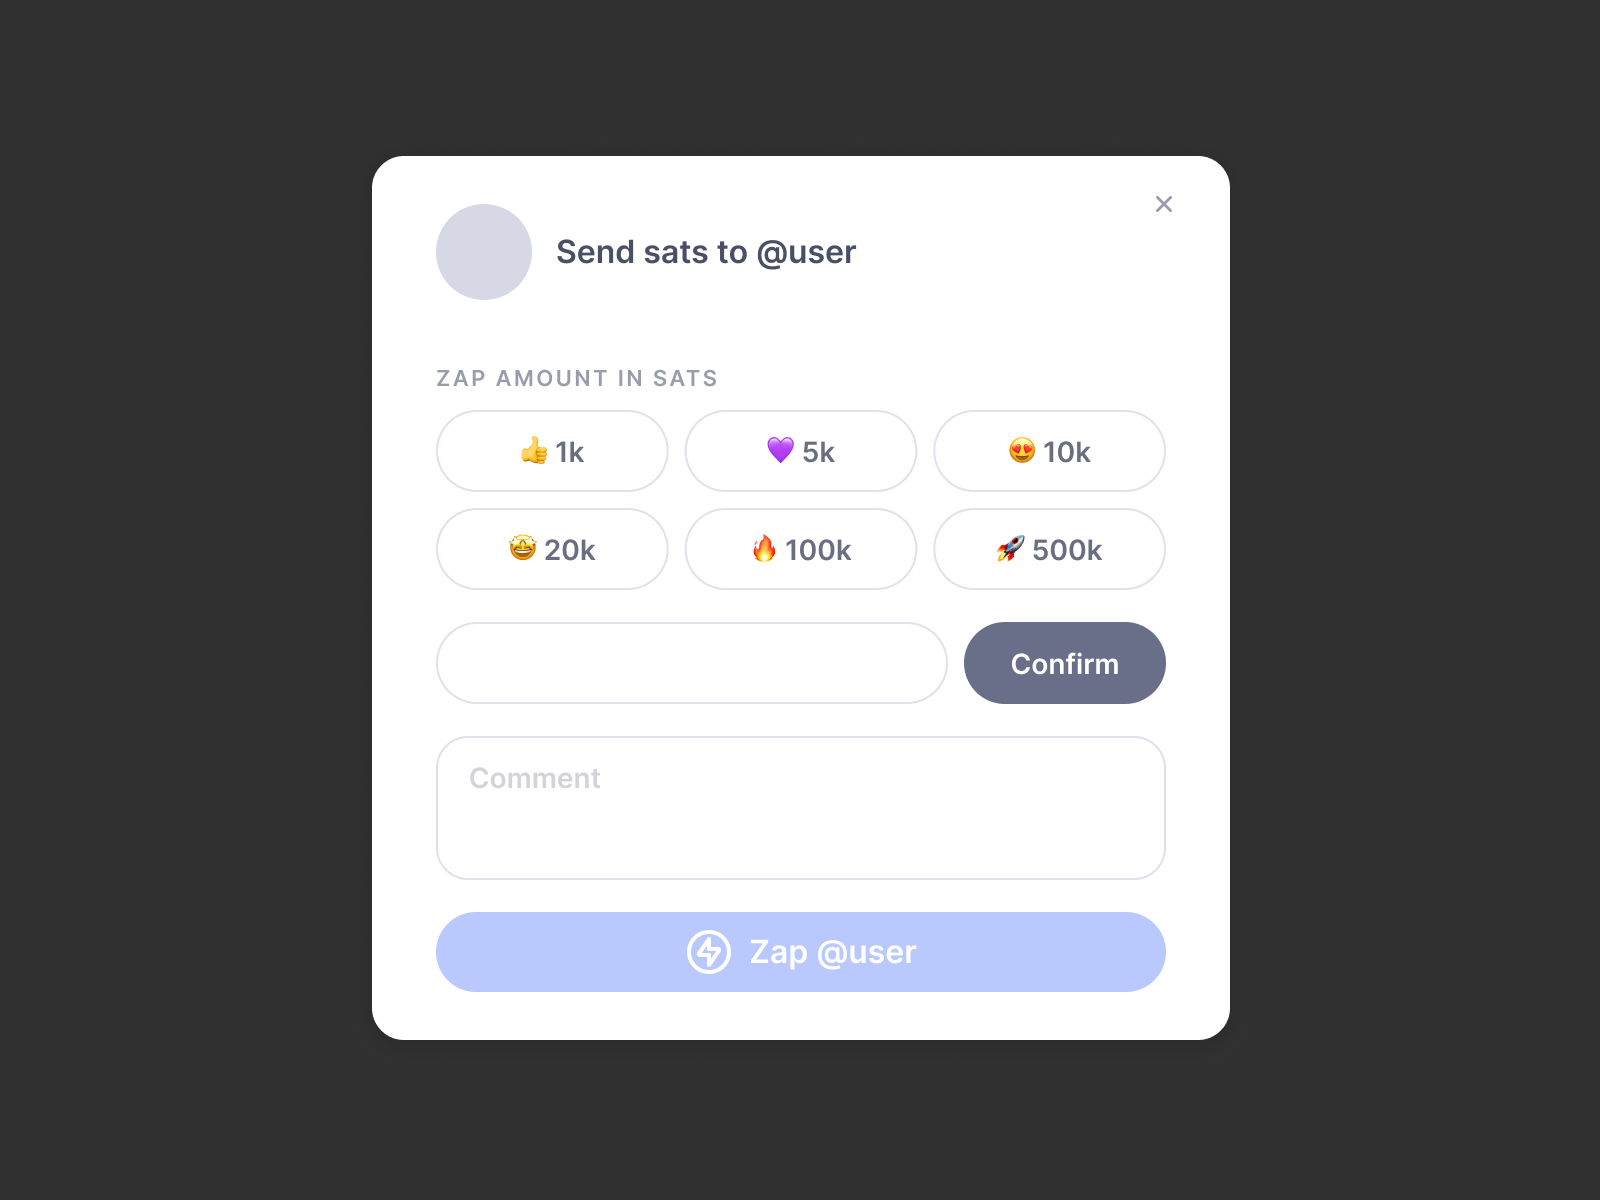 Send sats to @user
ZAP AMOUNT IN SATS
👍 1k 💜 5k 😍 10k
🤩 20k 🔥 100k 🚀 500k
Confirm
Comment
Zap @user